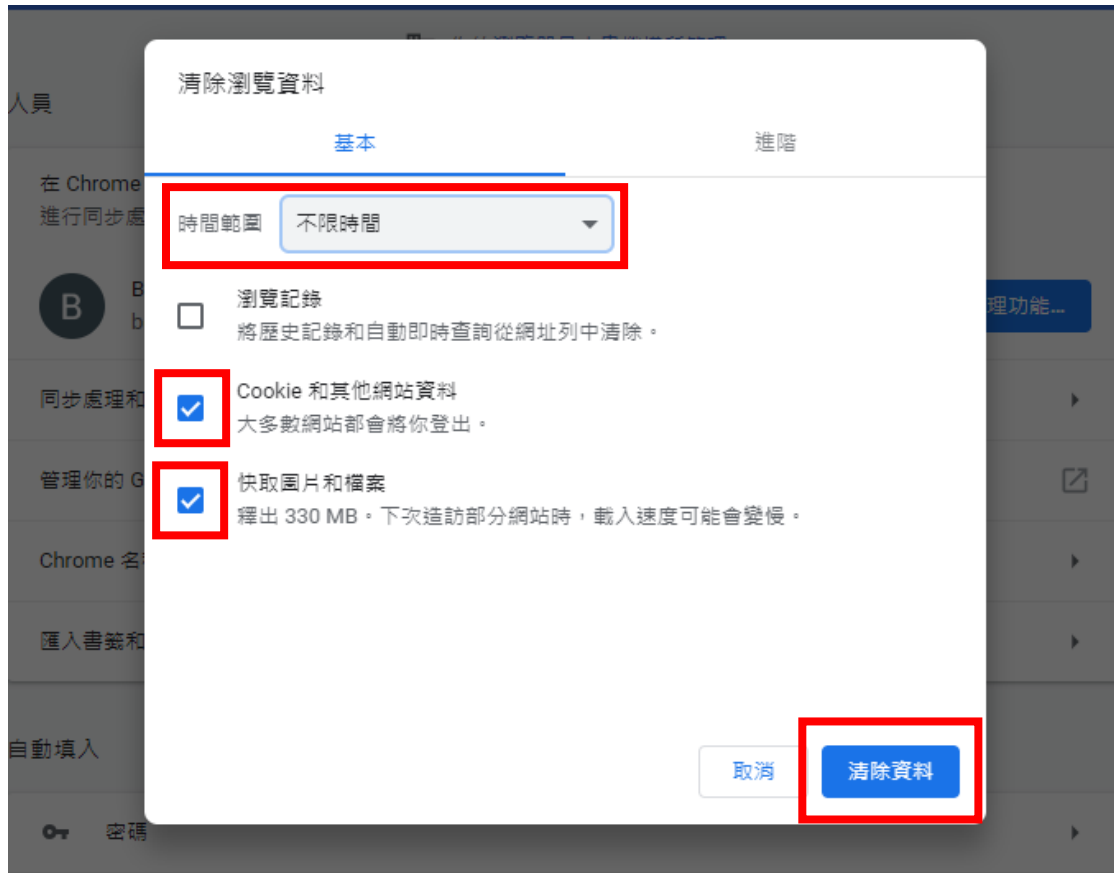 清除瀏覽資料
人員
基本
進階
在 Chrome
進行同步處
時間範圍
不限時間
B
瀏覽記錄
將歷史記錄和自動即時查詢從網址列中清除。
理功能...
同步處理和
Cookie 和其他網站資料
大多數網站都會將你登出。
管理你的 G
快取圖片和檔案
釋出 330 MB。下次造訪部分網站時，載入速度可能會變慢。
Chrome 名
匯入書籤和
自動填入
取消
清除資料
密碼